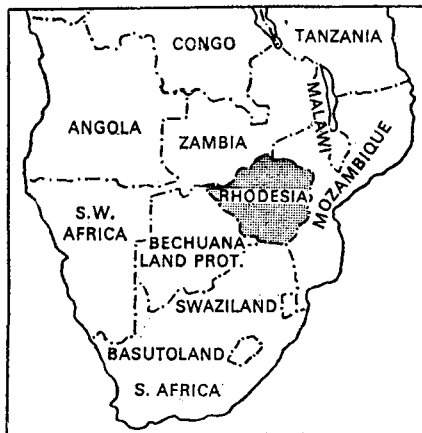 CONGO
TANZANIA
ANGOLA
ZAMBIA
MALAWI
MOZAMBIQUE
RHODESIA
S.W.
AFRICA
BECHUANA
LAND PROT.
SWAZILAND
BASUTOLAND
S. AFRICA